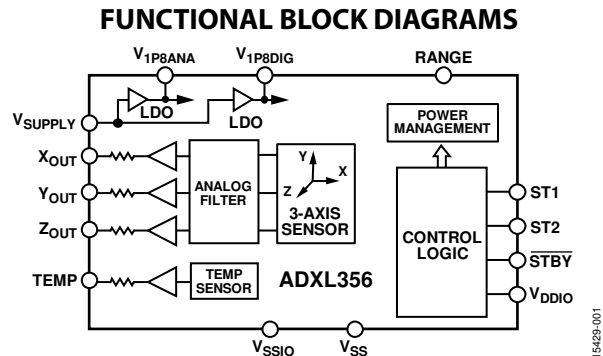 FUNCTIONAL BLOCK DIAGRAMS
V1P8ANA
V1P8DIG
RANGE
VSUPPLY
LDO
LDO
POWER
MANAGEMENT
XOUT
YOUT
ZOUT
ANALOG
FILTER
Y
X
Z
3-AXIS
SENSOR
CONTROL
LOGIC
ST1
ST2
STBY
VDDIO
TEMP
TEMP
SENSOR
ADXL356
VSSIO
VSS
15429-001